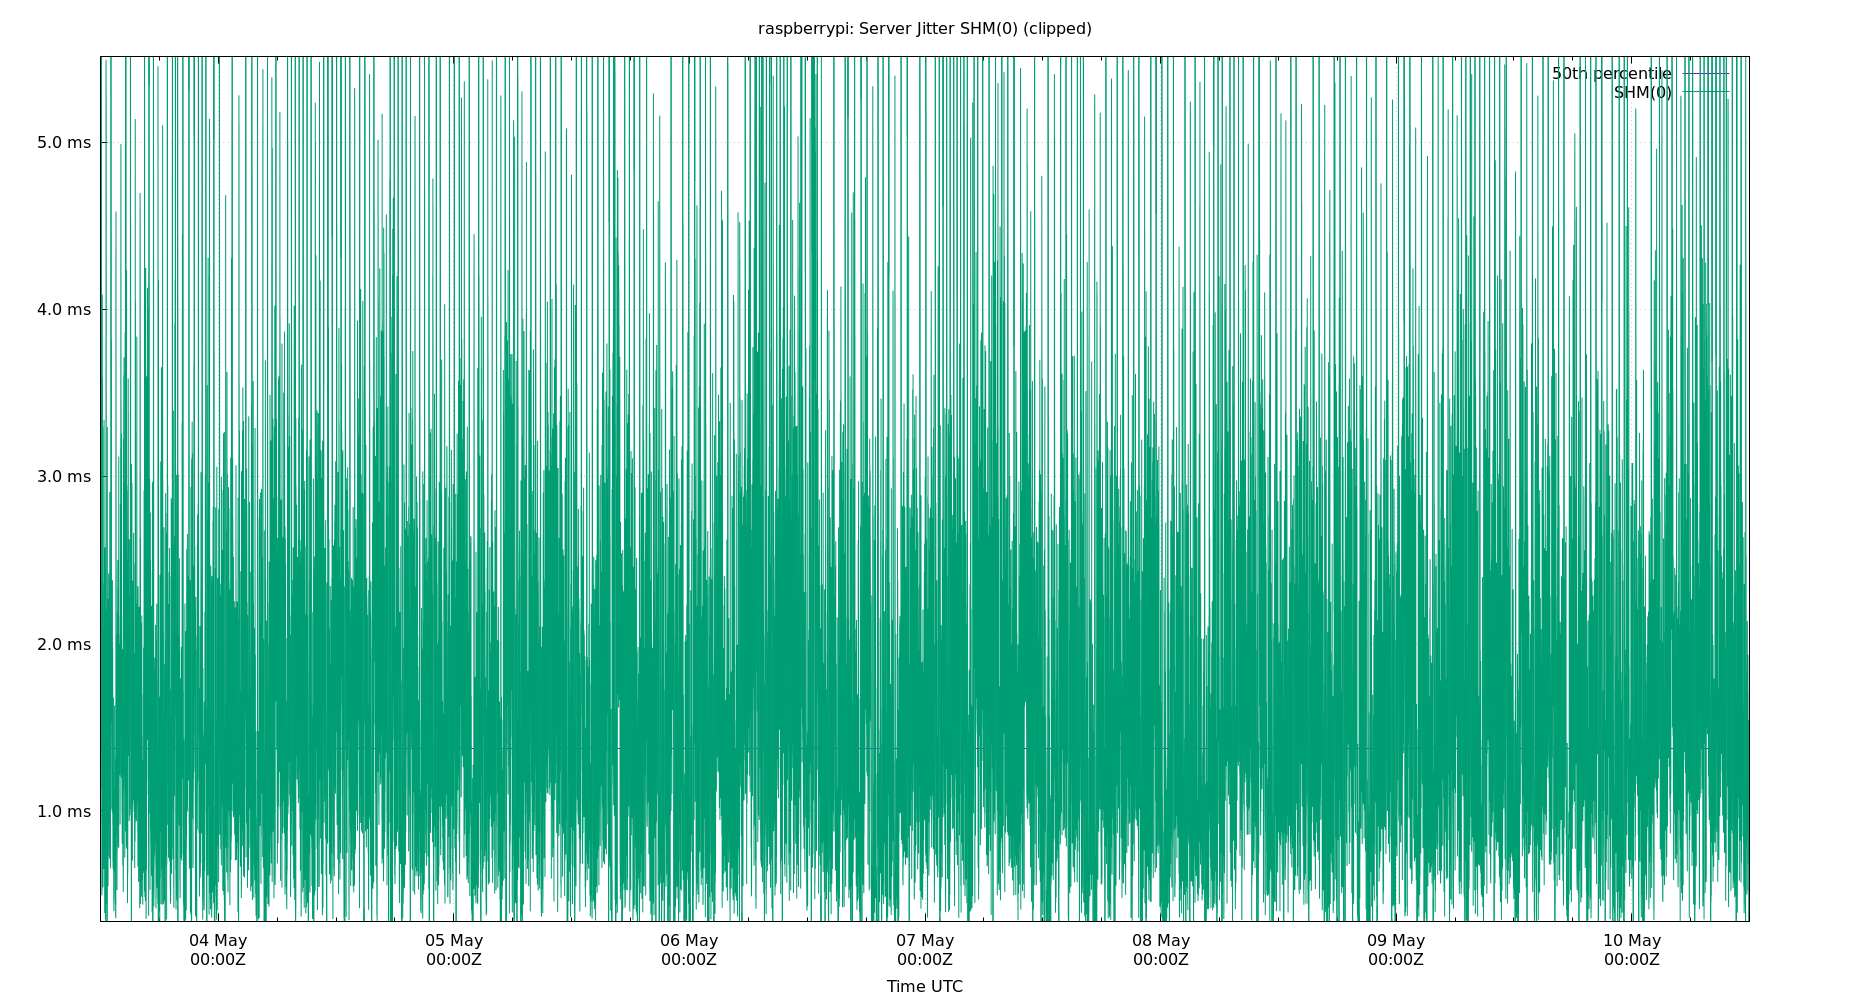 raspberrypi: Server Jitter SHM(0) (clipped)
50th percentile
SHM(0)
5.0 ms
4.0 ms
3.0 ms
2.0 ms
1.0 ms
04 May 05 May 06 May 07 May 08 May 09 May 10 May
00:00Z 00:00Z 00:00Z 00:00Z 00:00Z 00:00Z 00:00Z
Time UTC